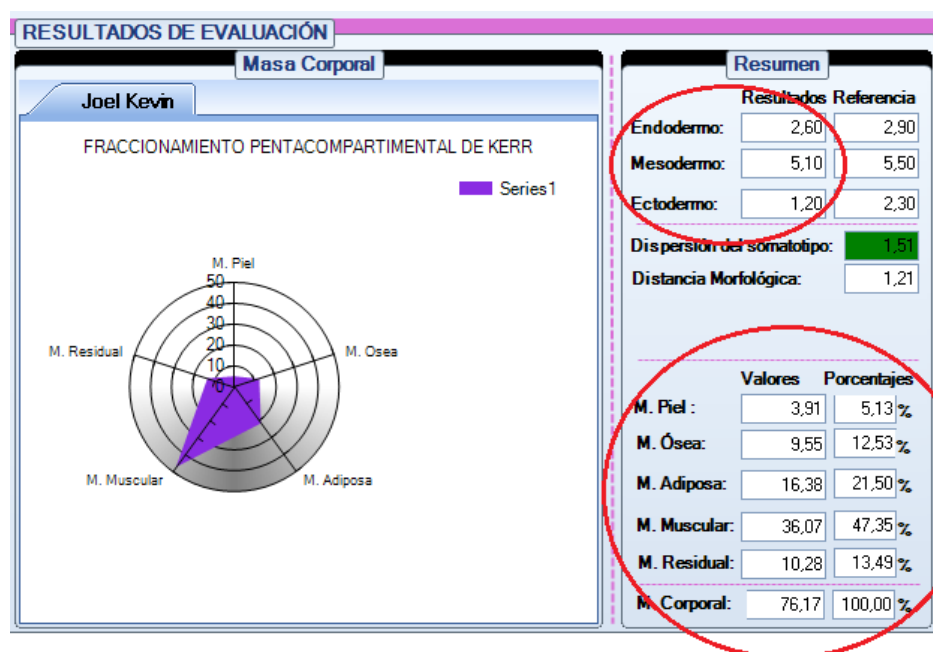 RESULTADOS DE EVALUACIÓN
Masa Corporal
Joel Kevin
FRACCIONAMIENTO PENTACOMPARTIMENTAL DE KERR
Series1
M. Piel
50
40
30
20
10
0
M. Residual
M. Osea
M. Muscular
M. Adiposa
Resumen
Resultados Referencia
Endodermo: 2,60 2,90
Mesodermo: 5,10 5,50
Ectodermo: 1,20 2,30
Dispersión del somatotipo: 1,51
Distancia Morfológica: 1,21
Valores Porcentajes
M. Piel : 3,91 5,13 %
M. Ósea: 9,55 12,53 %
M. Adiposa: 16,38 21,50 %
M. Muscular: 36,07 47,35 %
M. Residual: 10,28 13,49 %
M. Corporal: 76,17 100,00 %